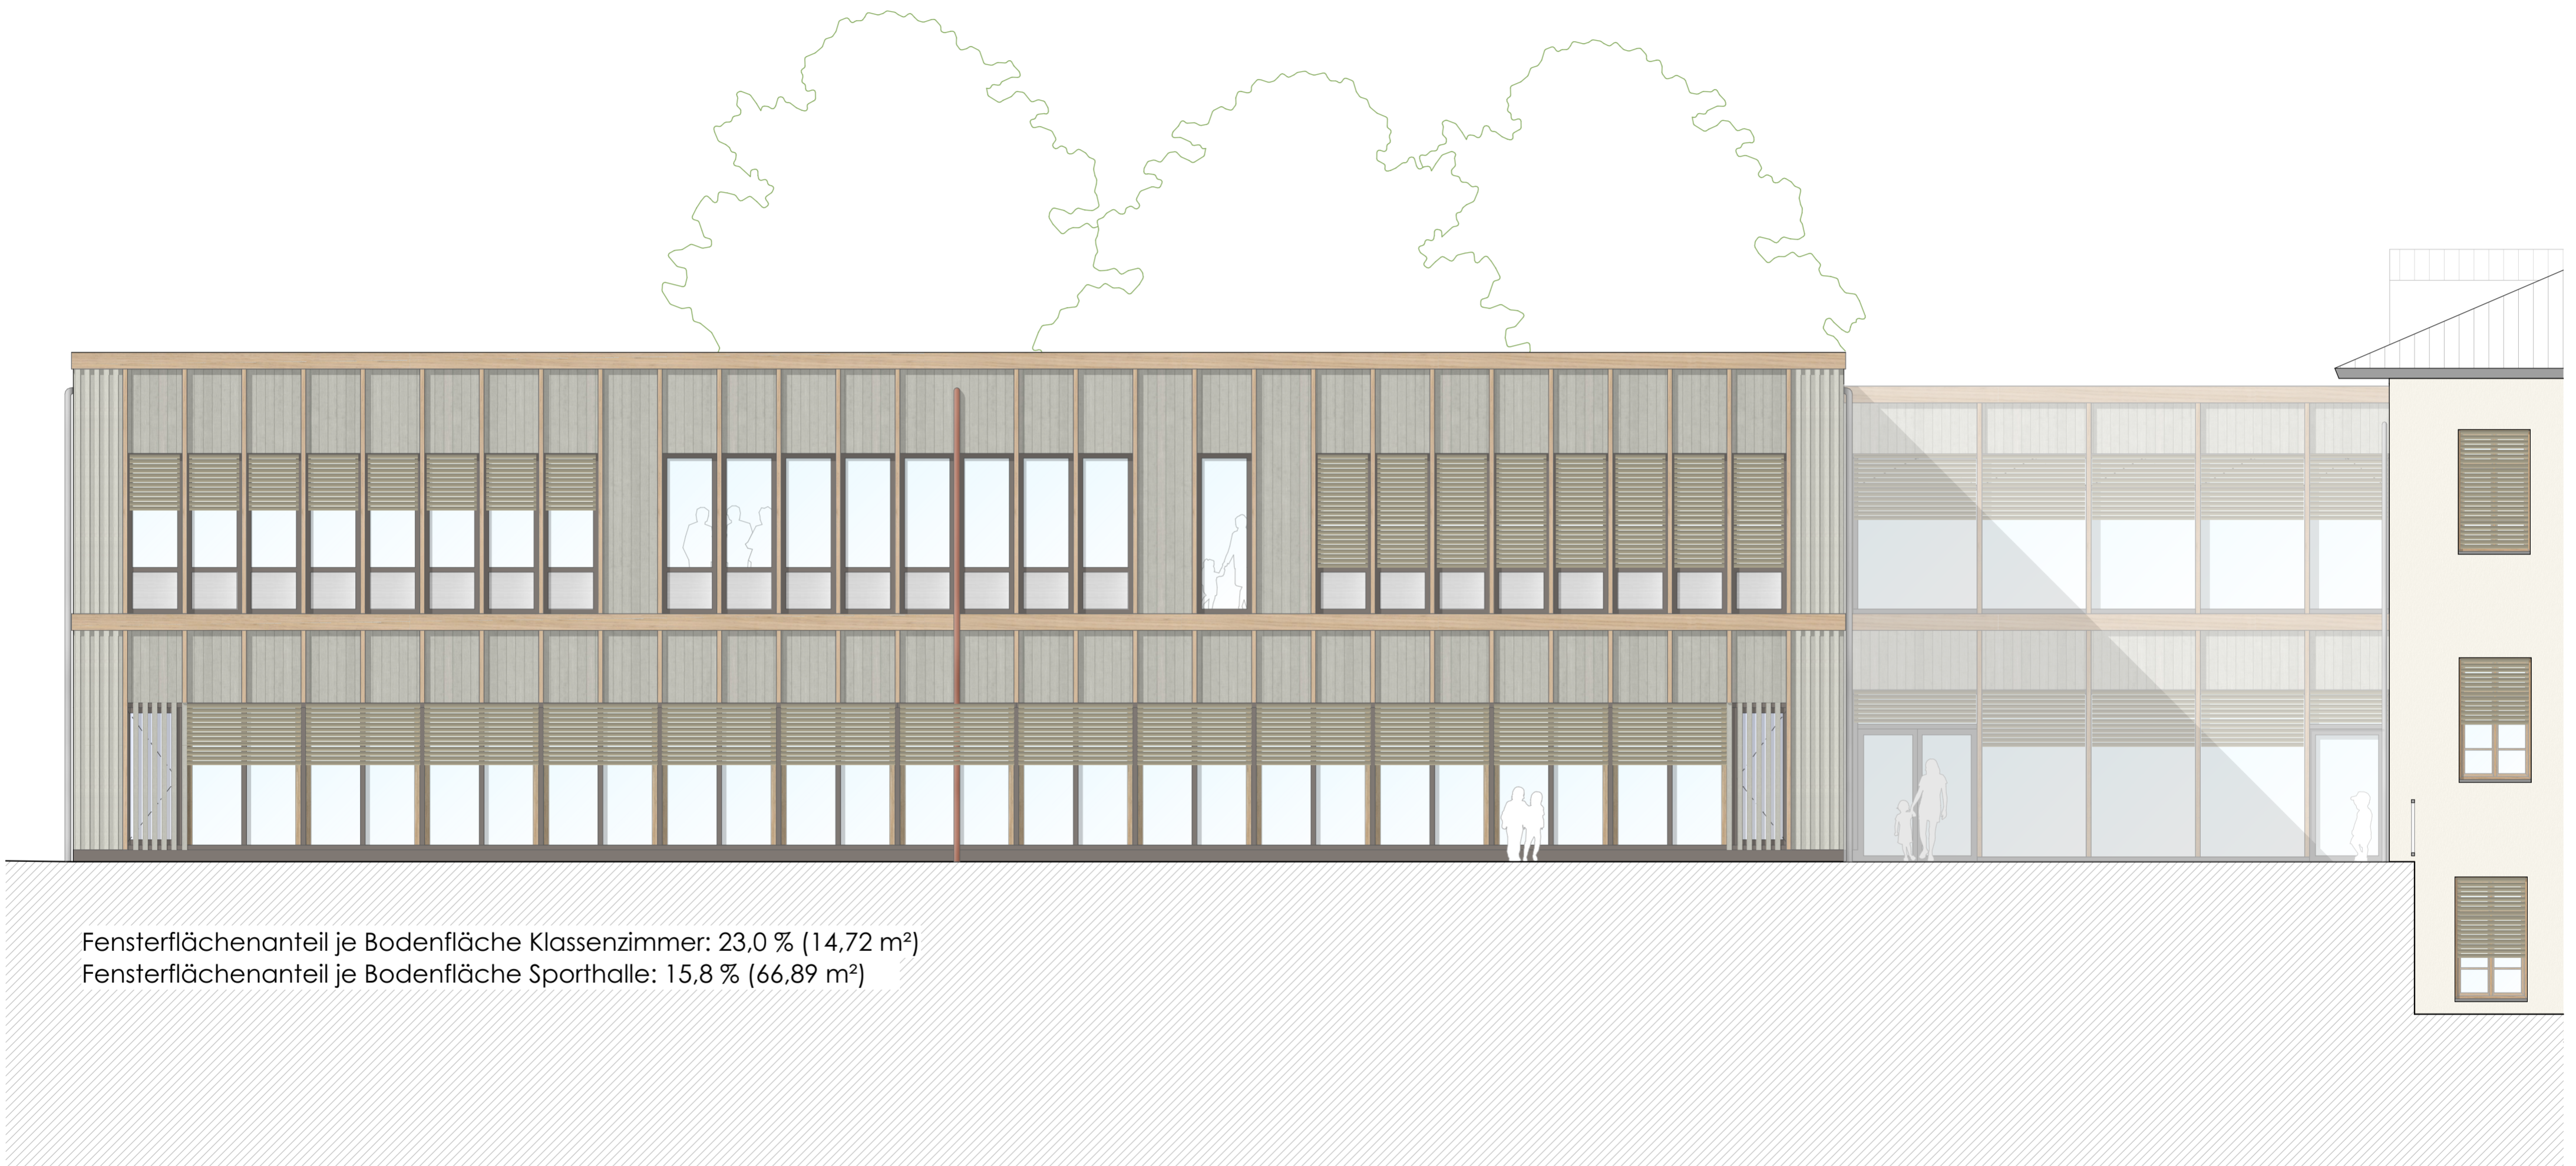 Fensterflächenanteil je Bodenfläche Klassenzimmer: 23,0 % (14,72 m²)
Fensterflächenanteil je Bodenfläche Sporthalle: 15,8 % (66,89 m²)